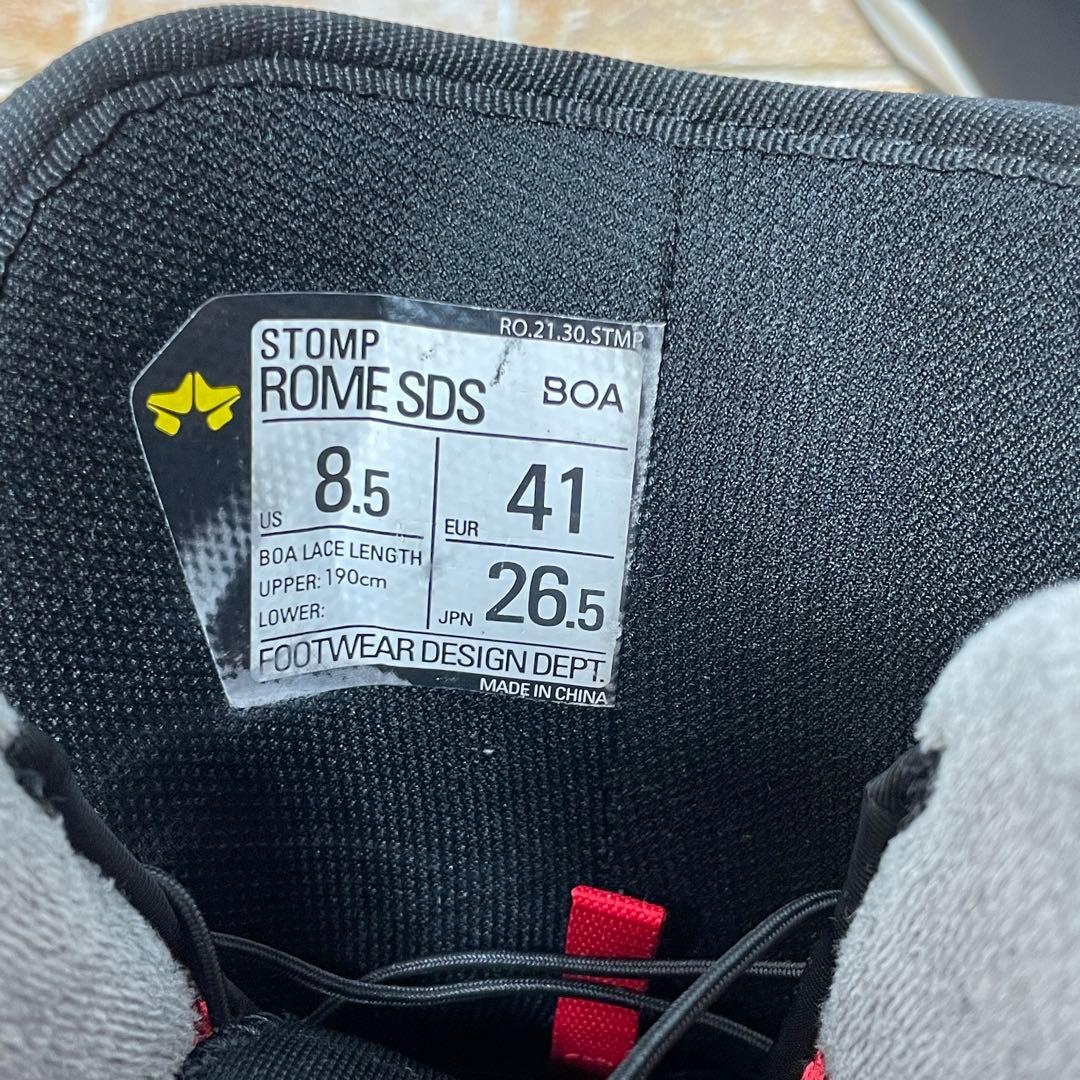 RO.21.30.STMP
STOMP
ROME SDS
BOA
US 8.5
EUR 41
BOA LACE LENGTH
UPPER: 190cm
LOWER:
JPN 26.5
FOOTWEAR DESIGN DEPT.
MADE IN CHINA